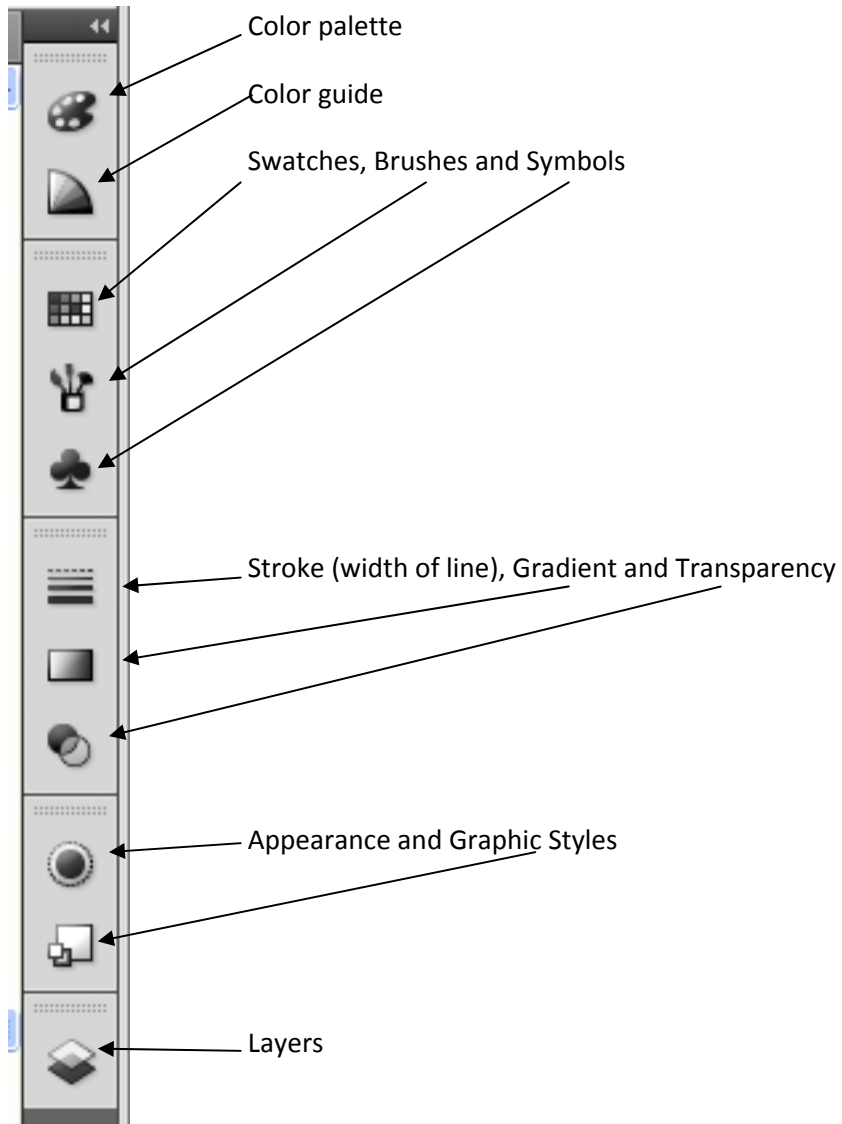 Color palette
Color guide
Swatches, Brushes and Symbols
Stroke (width of line), Gradient and Transparency
Appearance and Graphic Styles
Layers